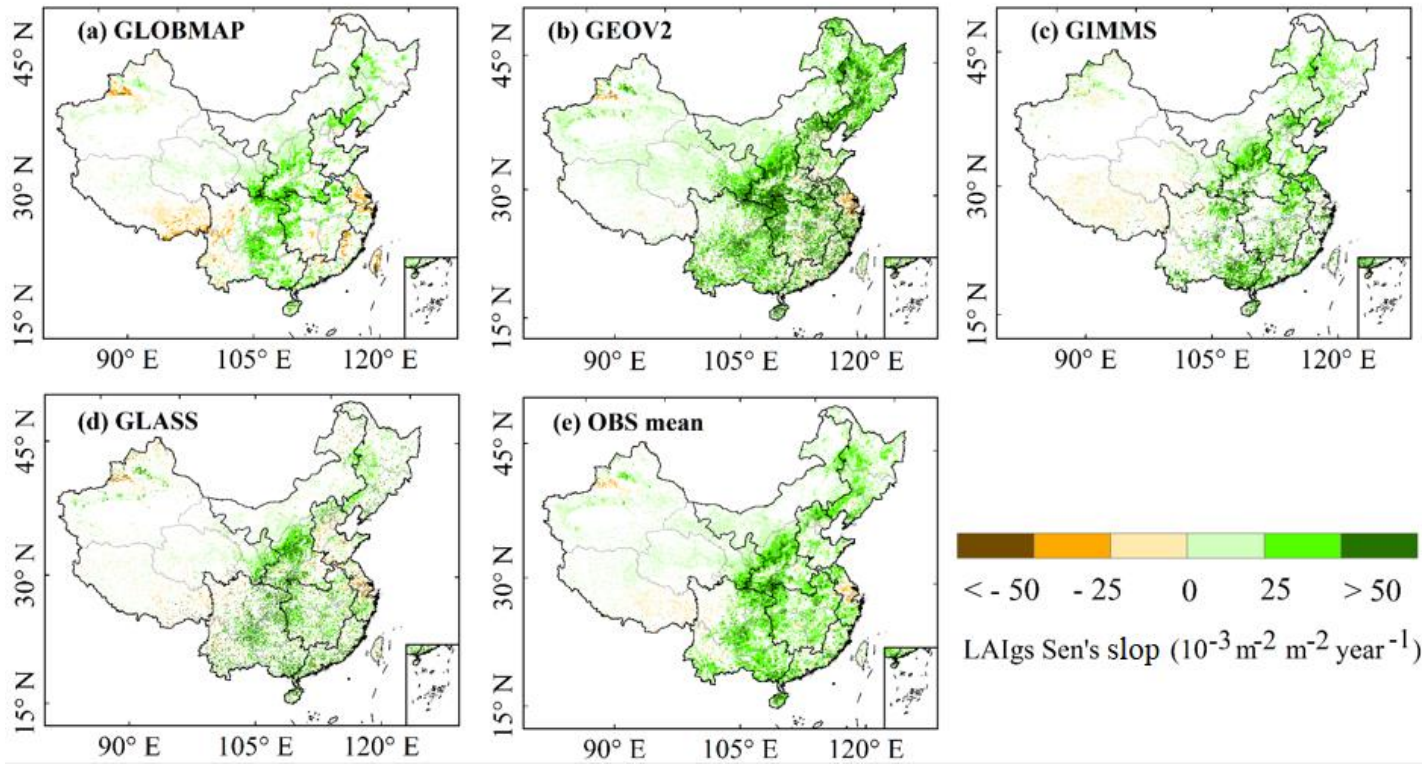 (a) GLOBMAP
45° N
30° N
15° N
90° E 105° E 120° E
(b) GEOV2
45° N
30° N
15° N
90° E 105° E 120° E
(c) GIMMS
45° N
30° N
15° N
90° E 105° E 120° E
(d) GLASS
45° N
30° N
15° N
90° E 105° E 120° E
(e) OBS mean
45° N
30° N
15° N
90° E 105° E 120° E
< - 50 - 25 0 25 > 50
LAIgs Sen's slop (10⁻³ m⁻² m⁻² year⁻¹)